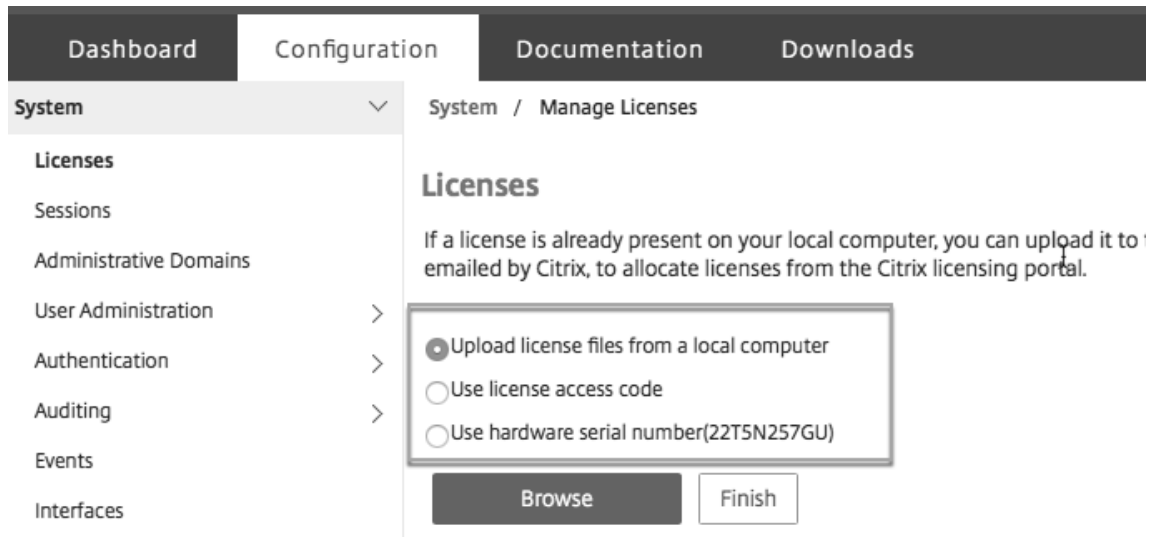 Dashboard
Configuration
Documentation
Downloads
System
System / Manage Licenses
Licenses
Sessions
Administrative Domains
User Administration
Authentication
Auditing
Events
Interfaces
Licenses
If a license is already present on your local computer, you can upload it to
emailed by Citrix, to allocate licenses from the Citrix licensing portal.
Upload license files from a local computer
Use license access code
Use hardware serial number(22T5N257GU)
Browse
Finish